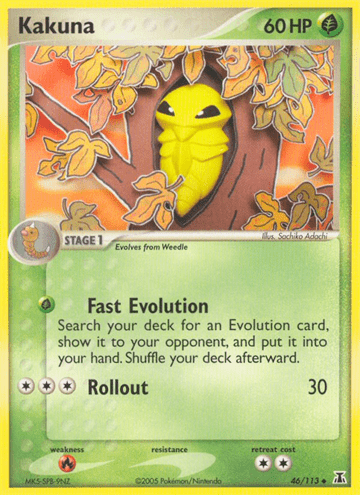 Kakuna 60 HP
Illus. Sachiko Adachi
STAGE 1
Evolves from Weedle
Fast Evolution
Search your deck for an Evolution card,
show it to your opponent, and put it into
your hand. Shuffle your deck afterward.
Rollout 30
weakness resistance retreat cost
MK5-SPB-9NZ ©2005 Pokémon/Nintendo 46/113